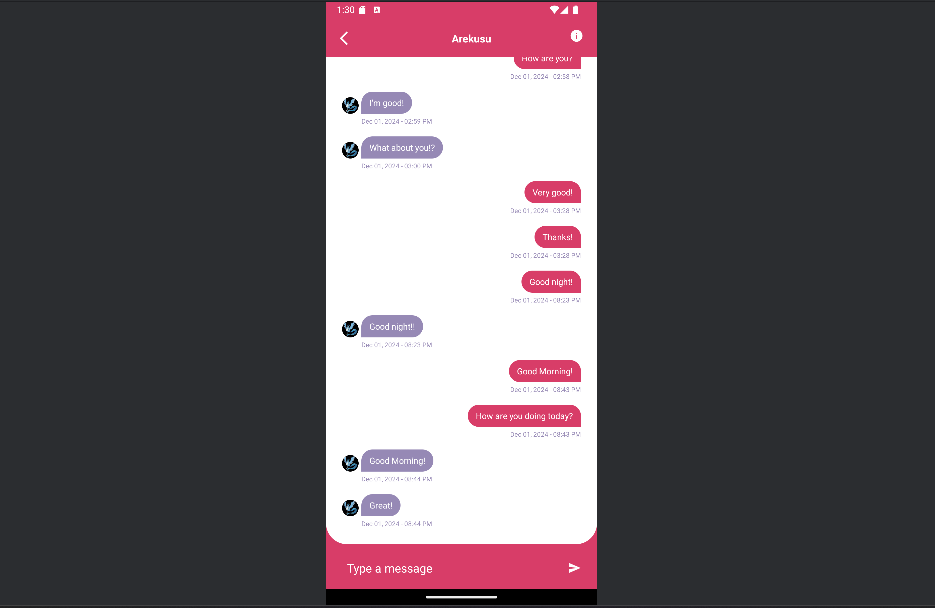 1:30
Arekusu
How are you?
Dec 01, 2024 - 02:58 PM
I'm good!
Dec 01, 2024 - 02:59 PM
What about you!?
Dec 01, 2024 - 03:00 PM
Very good!
Dec 01, 2024 - 03:28 PM
Thanks!
Dec 01, 2024 - 03:28 PM
Good night!
Dec 01, 2024 - 08:23 PM
Good night!!
Dec 01, 2024 - 08:23 PM
Good Morning!
Dec 01, 2024 - 08:43 PM
How are you doing today?
Dec 01, 2024 - 08:43 PM
Good Morning!
Dec 01, 2024 - 08:44 PM
Great!
Dec 01, 2024 - 08:44 PM
Type a message